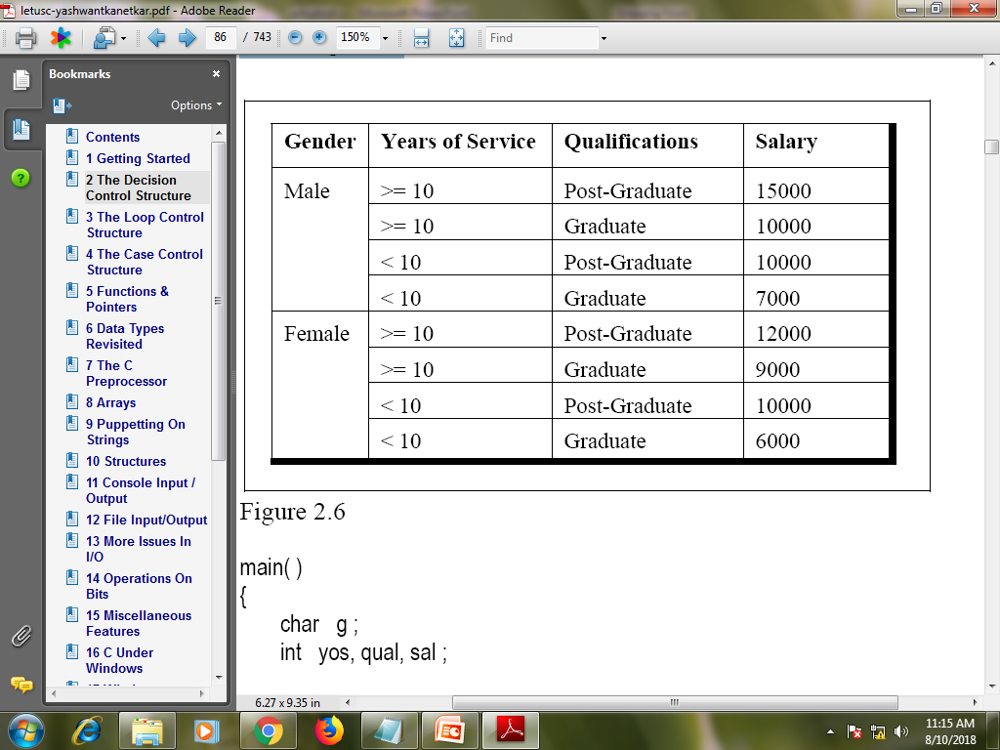 letusc-yashwantkanetkar.pdf - Adobe Reader
86 / 743 150% Find
Bookmarks
Options
Contents
1 Getting Started
2 The Decision
Control Structure
3 The Loop Control
Structure
4 The Case Control
Structure
5 Functions &
Pointers
6 Data Types
Revisited
7 The C
Preprocessor
8 Arrays
9 Puppetting On
Strings
10 Structures
11 Console Input /
Output
12 File Input/Output
13 More Issues In
I/O
14 Operations On
Bits
15 Miscellaneous
Features
16 C Under
Windows
Gender Years of Service Qualifications Salary
Male >= 10 Post-Graduate 15000
>= 10 Graduate 10000
< 10 Post-Graduate 10000
< 10 Graduate 7000
Female >= 10 Post-Graduate 12000
>= 10 Graduate 9000
< 10 Post-Graduate 10000
< 10 Graduate 6000
Figure 2.6
main( )
{
char g ;
int yos, qual, sal ;
6.27 x 9.35 in
11:15 AM
8/10/2018